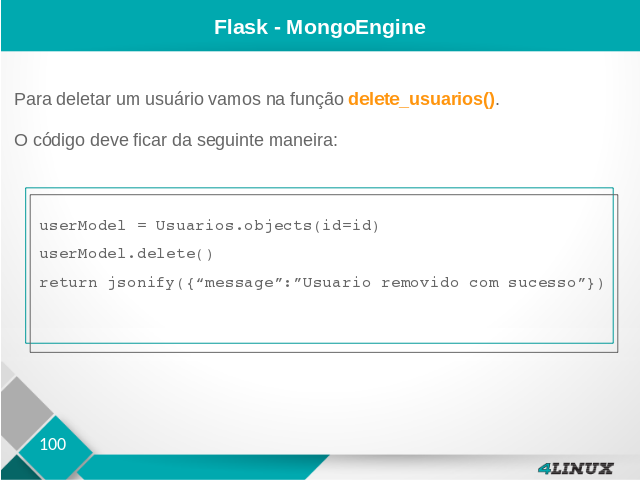 Flask - MongoEngine
Para deletar um usuário vamos na função delete_usuarios().
O código deve ficar da seguinte maneira:
userModel = Usuarios.objects(id=id)
userModel.delete()
return jsonify({“message”:”Usuario removido com sucesso”})
100
4LINUX